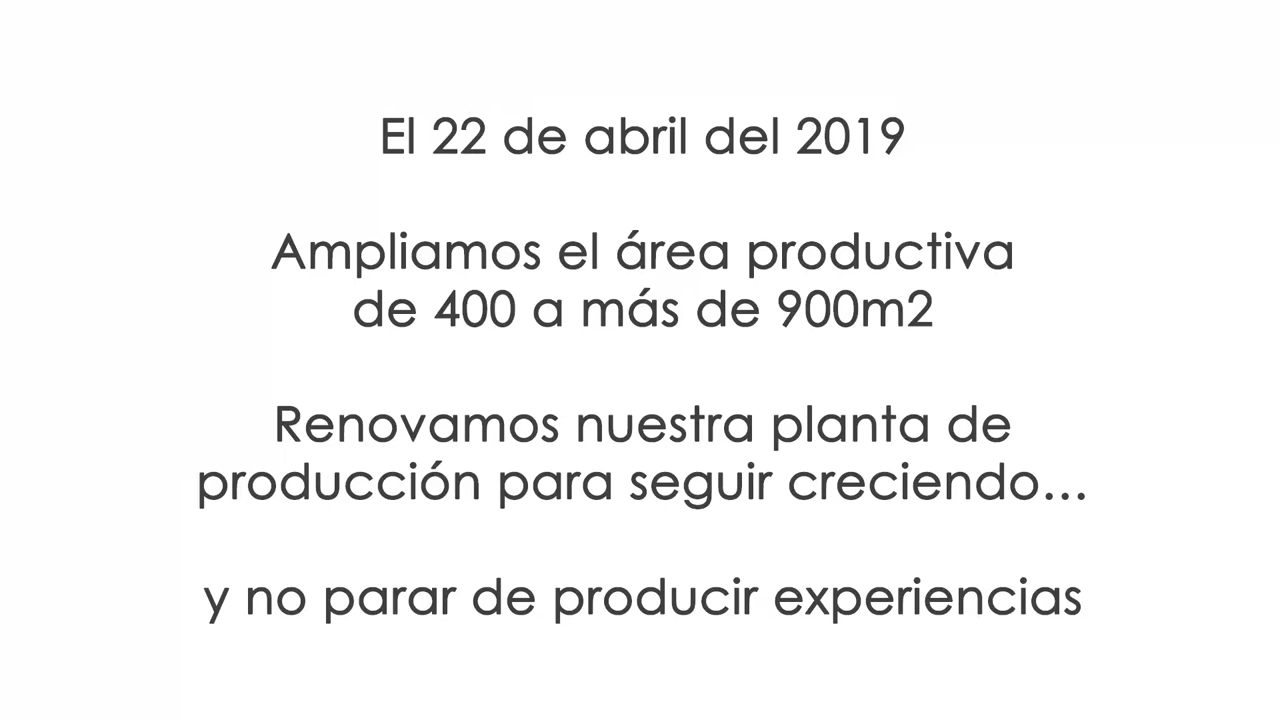 El 22 de abril del 2019
Ampliamos el área productiva
de 400 a más de 900m2
Renovamos nuestra planta de
producción para seguir creciendo...
y no parar de producir experiencias